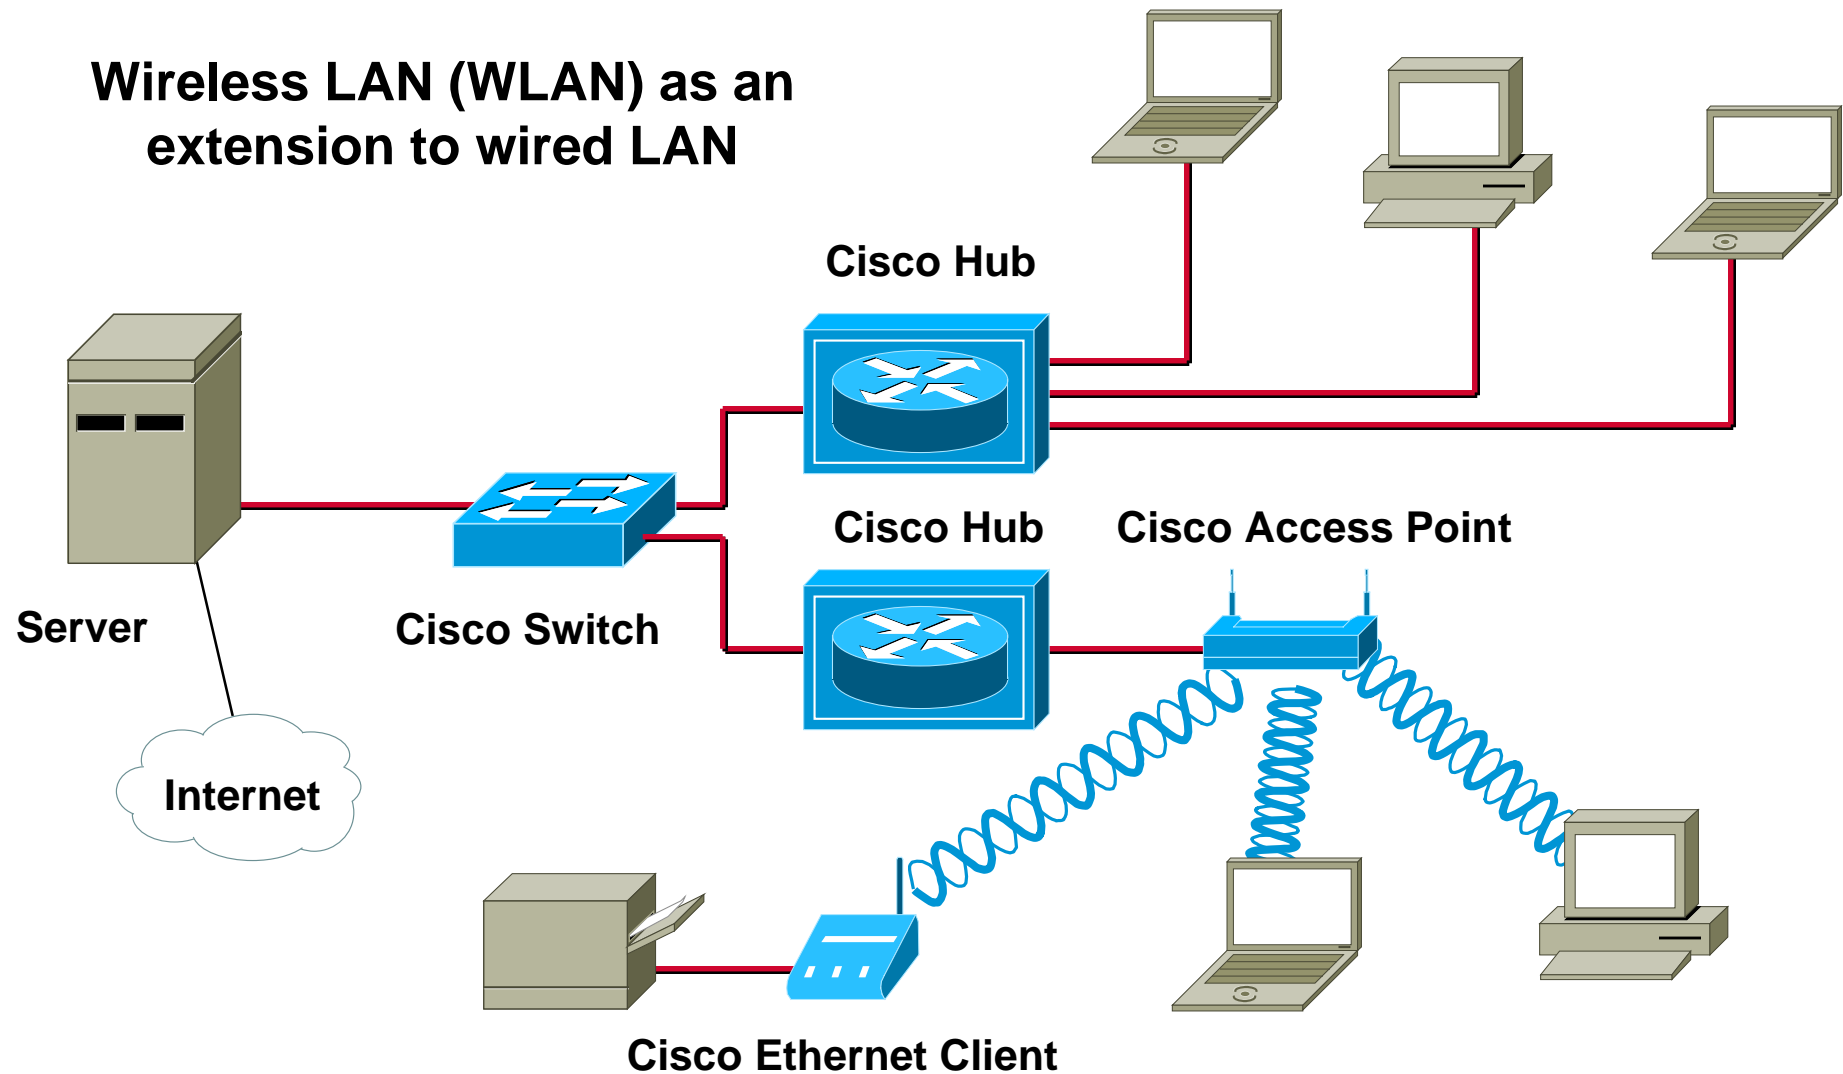 Wireless LAN (WLAN) as an
extension to wired LAN
Cisco Hub
Cisco Hub
Cisco Access Point
Server
Cisco Switch
Internet
Cisco Ethernet Client